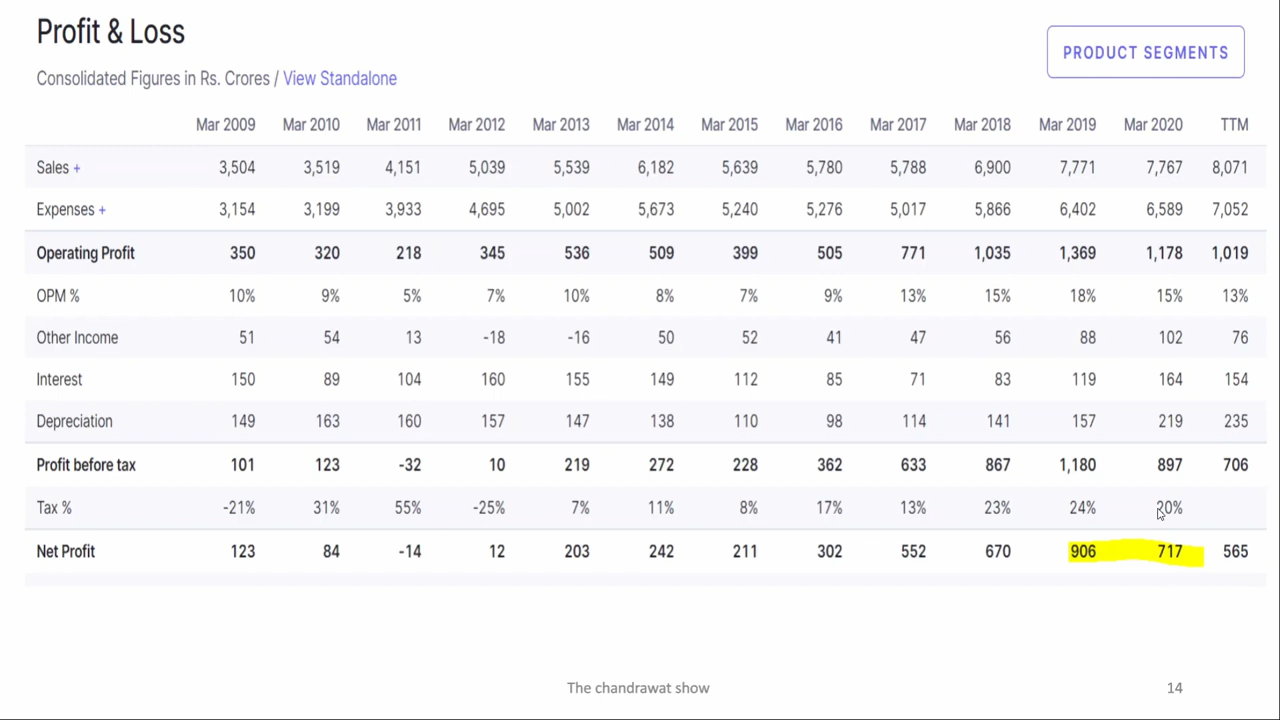 Profit & Loss
PRODUCT SEGMENTS
Consolidated Figures in Rs. Crores / View Standalone
Mar 2009 Mar 2010 Mar 2011 Mar 2012 Mar 2013 Mar 2014 Mar 2015 Mar 2016 Mar 2017 Mar 2018 Mar 2019 Mar 2020 TTM
Sales + 3,504 3,519 4,151 5,039 5,539 6,182 5,639 5,780 5,788 6,900 7,771 7,767 8,071
Expenses + 3,154 3,199 3,933 4,695 5,002 5,673 5,240 5,276 5,017 5,866 6,402 6,589 7,052
Operating Profit 350 320 218 345 536 509 399 505 771 1,035 1,369 1,178 1,019
OPM % 10% 9% 5% 7% 10% 8% 7% 9% 13% 15% 18% 15% 13%
Other Income 51 54 13 -18 -16 50 52 41 47 56 88 102 76
Interest 150 89 104 160 155 149 112 85 71 83 119 164 154
Depreciation 149 163 160 157 147 138 110 98 114 141 157 219 235
Profit before tax 101 123 -32 10 219 272 228 362 633 867 1,180 897 706
Tax % -21% 31% 55% -25% 7% 11% 8% 17% 13% 23% 24% 20%
Net Profit 123 84 -14 12 203 242 211 302 552 670 906 717 565
The chandrawat show
14